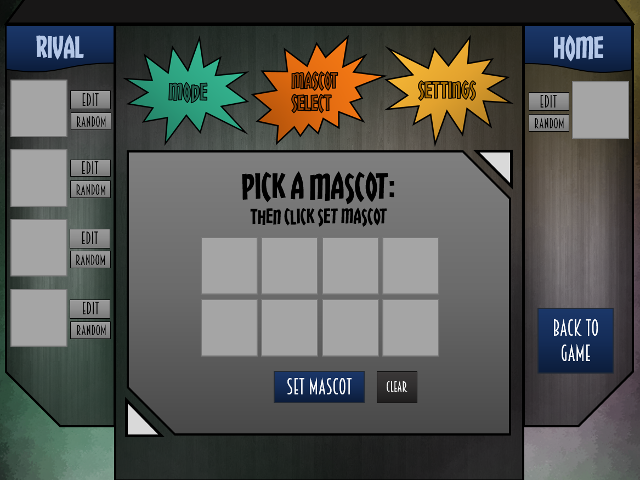 RIVAL
HOME
MODE
MASCOT
SELECT
SETTINGS
EDIT
RANDOM
EDIT
RANDOM
EDIT
RANDOM
EDIT
RANDOM
EDIT
RANDOM
PICK A MASCOT:
THEN CLICK SET MASCOT
SET MASCOT
CLEAR
BACK TO
GAME